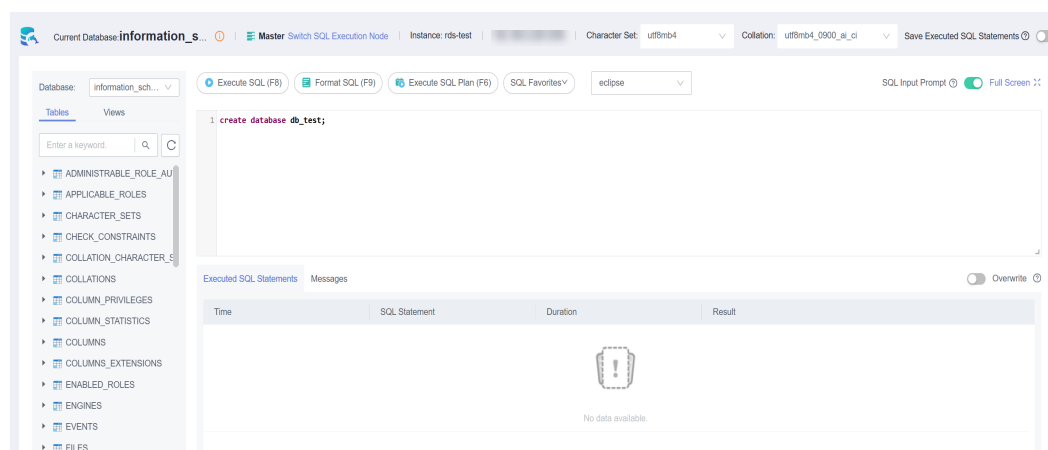 Current Database:information_s... Master Switch SQL Execution Node Instance: rds-test Character Set: utf8mb4 Collation: utf8mb4_0900_ai_ci Save Executed SQL Statements
Database: information_sch... Execute SQL (F8) Format SQL (F9) Execute SQL Plan (F6) SQL Favorites eclipse SQL Input Prompt Full Screen
Tables Views
1 create database db_test;
Enter a keyword.
ADMINISTRABLE_ROLE_AU
APPLICABLE_ROLES
CHARACTER_SETS
CHECK_CONSTRAINTS
COLLATION_CHARACTER_S
COLLATIONS
COLUMN_PRIVILEGES
COLUMN_STATISTICS
COLUMNS
COLUMNS_EXTENSIONS
ENABLED_ROLES
ENGINES
EVENTS
FILES
Executed SQL Statements Messages Overwrite
Time SQL Statement Duration Result
No data available.